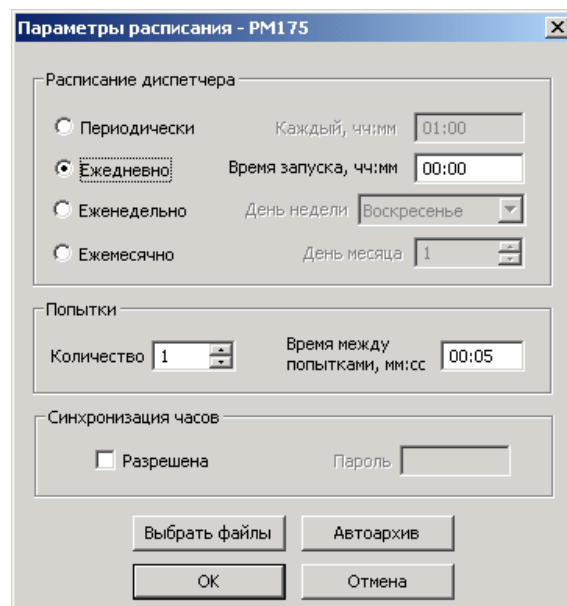 Параметры расписания - PM175
Расписание диспетчера
Периодически Каждый, чч:мм 01:00
Ежедневно Время запуска, чч:мм 00:00
Еженедельно День недели Воскресенье
Ежемесячно День месяца 1
Попытки
Количество 1 Время между попытками, мм:сс 00:05
Синхронизация часов
Разрешена Пароль
Выбрать файлы Автоархив
OK Отмена